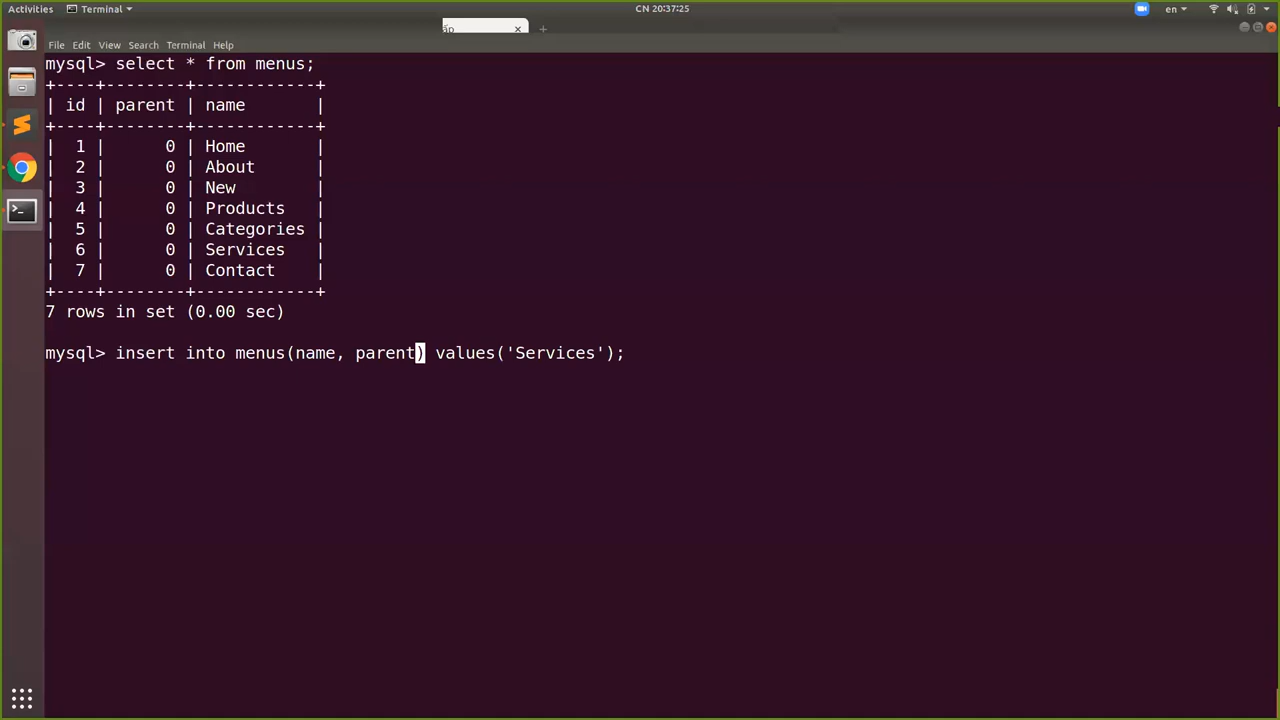 Activities Terminal CN 20:37:25 en
áp × +
File Edit View Search Terminal Help
mysql> select * from menus;
+----+--------+------------+
| id | parent | name       |
+----+--------+------------+
|  1 |      0 | Home       |
|  2 |      0 | About      |
|  3 |      0 | New        |
|  4 |      0 | Products   |
|  5 |      0 | Categories |
|  6 |      0 | Services   |
|  7 |      0 | Contact    |
+----+--------+------------+
7 rows in set (0.00 sec)
mysql> insert into menus(name, parent) values('Services');